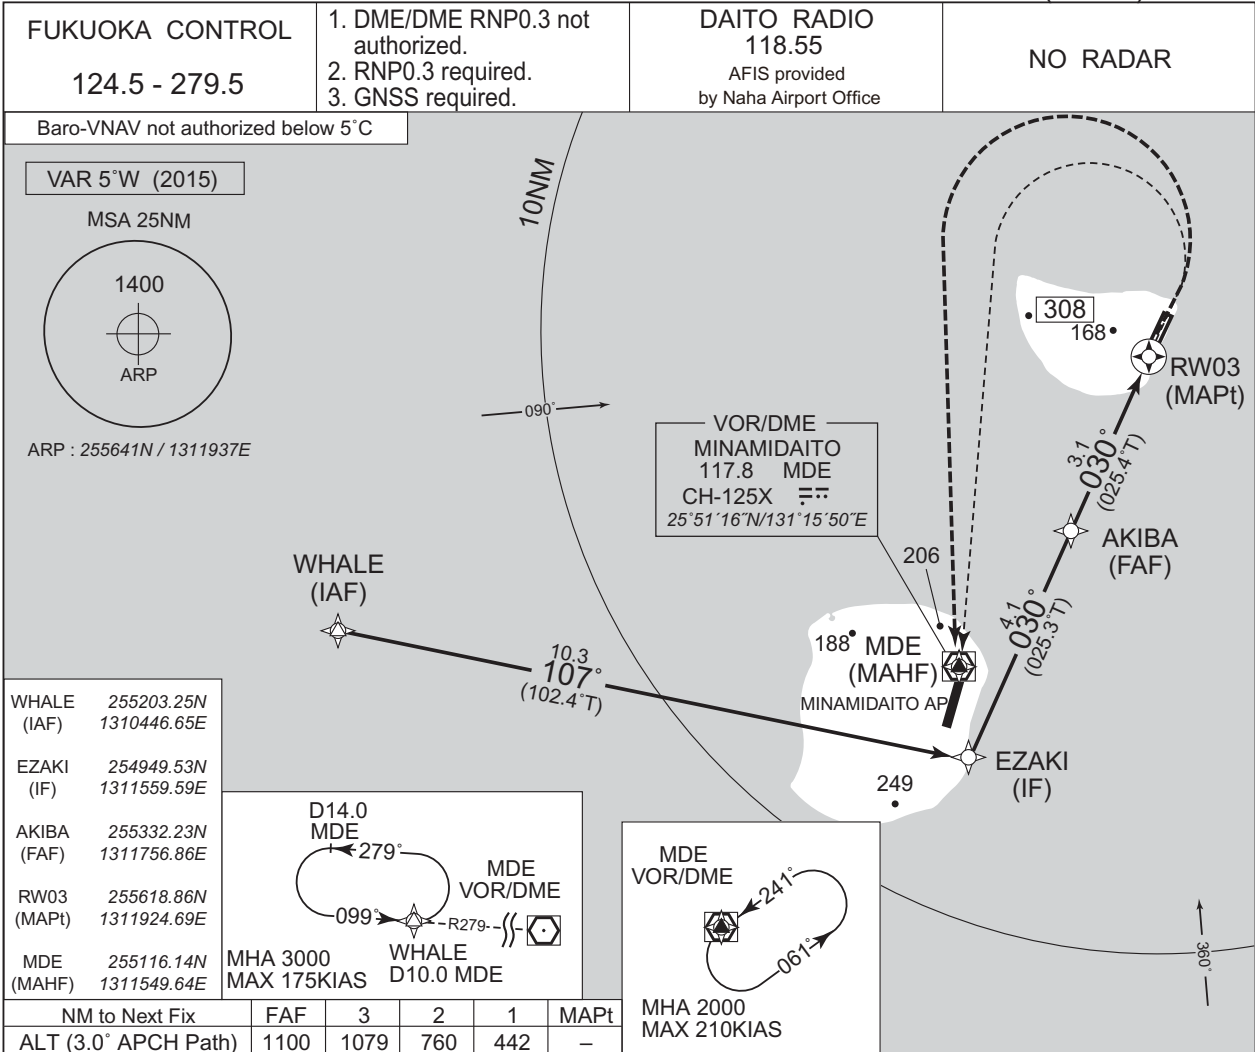 FUKUOKA CONTROL
124.5 - 279.5
1. DME/DME RNP0.3 not
authorized.
2. RNP0.3 required.
3. GNSS required.
DAITO RADIO
118.55
AFIS provided
by Naha Airport Office
NO RADAR
Baro-VNAV not authorized below 5˚C
VAR 5˚W (2015)
MSA 25NM
1400
ARP
ARP : 255641N / 1311937E
10NM
090˚
308
168
RW03
(MAPt)
3.1
030˚
(025.4˚T)
VOR/DME
MINAMIDAITO
117.8 MDE
CH-125X
25˚51´16˝N/131˚15´50˝E
AKIBA
(FAF)
206
WHALE
(IAF)
4.1
030˚
(025.3˚T)
188
MDE
(MAHF)
MINAMIDAITO AP
10.3
107˚
(102.4˚T)
EZAKI
(IF)
249
WHALE 255203.25N
(IAF) 1310446.65E
EZAKI 254949.53N
(IF) 1311559.59E
AKIBA 255332.23N
(FAF) 1311756.86E
RW03 255618.86N
(MAPt) 1311924.69E
MDE 255116.14N
(MAHF) 1311549.64E
D14.0
MDE
279˚
099˚
MDE
VOR/DME
R279
WHALE
D10.0 MDE
MHA 3000
MAX 175KIAS
MDE
VOR/DME
241˚
061˚
MHA 2000
MAX 210KIAS
360˚
NM to Next Fix FAF 3 2 1 MAPt
ALT (3.0˚ APCH Path) 1100 1079 760 442 –